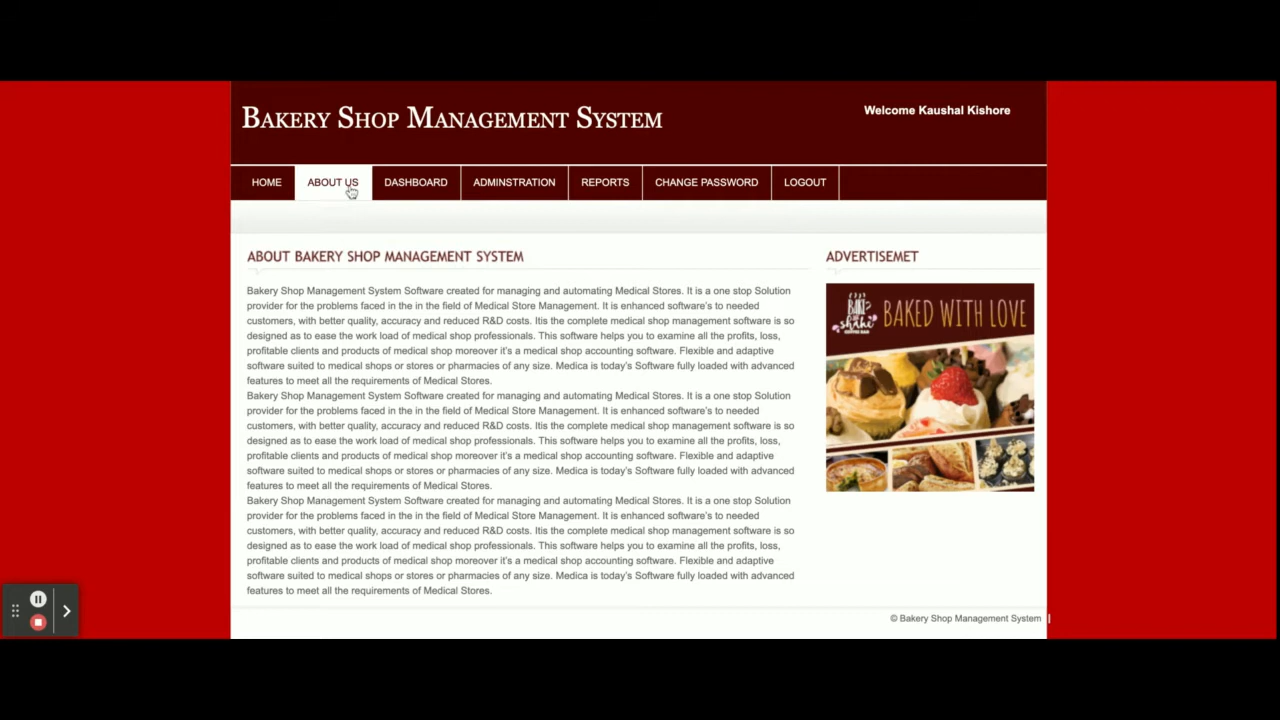 Bakery Shop Management System
Welcome Kaushal Kishore
HOME
ABOUT US
DASHBOARD
ADMINSTRATION
REPORTS
CHANGE PASSWORD
LOGOUT
ABOUT BAKERY SHOP MANAGEMENT SYSTEM
Bakery Shop Management System Software created for managing and automating Medical Stores. It is a one stop Solution
provider for the problems faced in the in the field of Medical Store Management. It is enhanced software's to needed
customers, with better quality, accuracy and reduced R&D costs. Itis the complete medical shop management software is so
designed as to ease the work load of medical shop professionals. This software helps you to examine all the profits, loss,
profitable clients and products of medical shop moreover it's a medical shop accounting software. Flexible and adaptive
software suited to medical shops or stores or pharmacies of any size. Medica is today's Software fully loaded with advanced
features to meet all the requirements of Medical Stores.
Bakery Shop Management System Software created for managing and automating Medical Stores. It is a one stop Solution
provider for the problems faced in the in the field of Medical Store Management. It is enhanced software's to needed
customers, with better quality, accuracy and reduced R&D costs. Itis the complete medical shop management software is so
designed as to ease the work load of medical shop professionals. This software helps you to examine all the profits, loss,
profitable clients and products of medical shop moreover it's a medical shop accounting software. Flexible and adaptive
software suited to medical shops or stores or pharmacies of any size. Medica is today's Software fully loaded with advanced
features to meet all the requirements of Medical Stores.
Bakery Shop Management System Software created for managing and automating Medical Stores. It is a one stop Solution
provider for the problems faced in the in the field of Medical Store Management. It is enhanced software's to needed
customers, with better quality, accuracy and reduced R&D costs. Itis the complete medical shop management software is so
designed as to ease the work load of medical shop professionals. This software helps you to examine all the profits, loss,
profitable clients and products of medical shop moreover it's a medical shop accounting software. Flexible and adaptive
software suited to medical shops or stores or pharmacies of any size. Medica is today's Software fully loaded with advanced
features to meet all the requirements of Medical Stores.
ADVERTISEMET
BAKE
shake
BAKED WITH LOVE
© Bakery Shop Management System